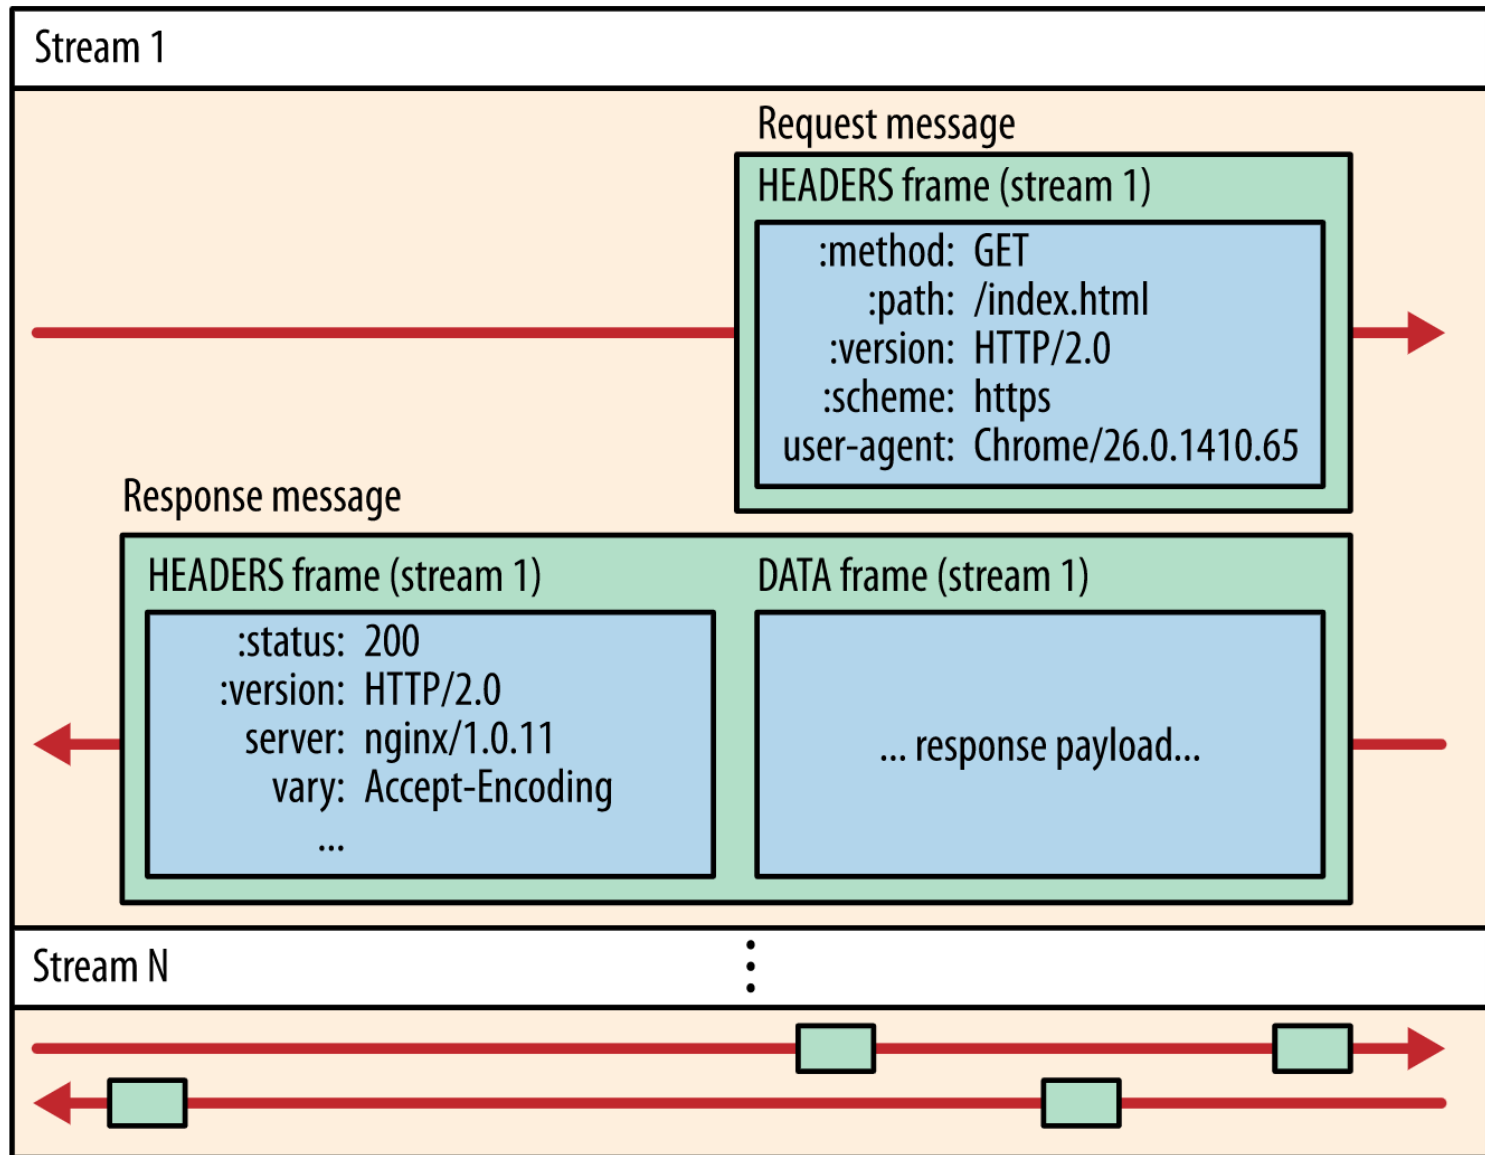 Stream 1
Request message
HEADERS frame (stream 1)
:method: GET
:path: /index.html
:version: HTTP/2.0
:scheme: https
user-agent: Chrome/26.0.1410.65
Response message
HEADERS frame (stream 1)
:status: 200
:version: HTTP/2.0
server: nginx/1.0.11
vary: Accept-Encoding
...
DATA frame (stream 1)
... response payload...
Stream N